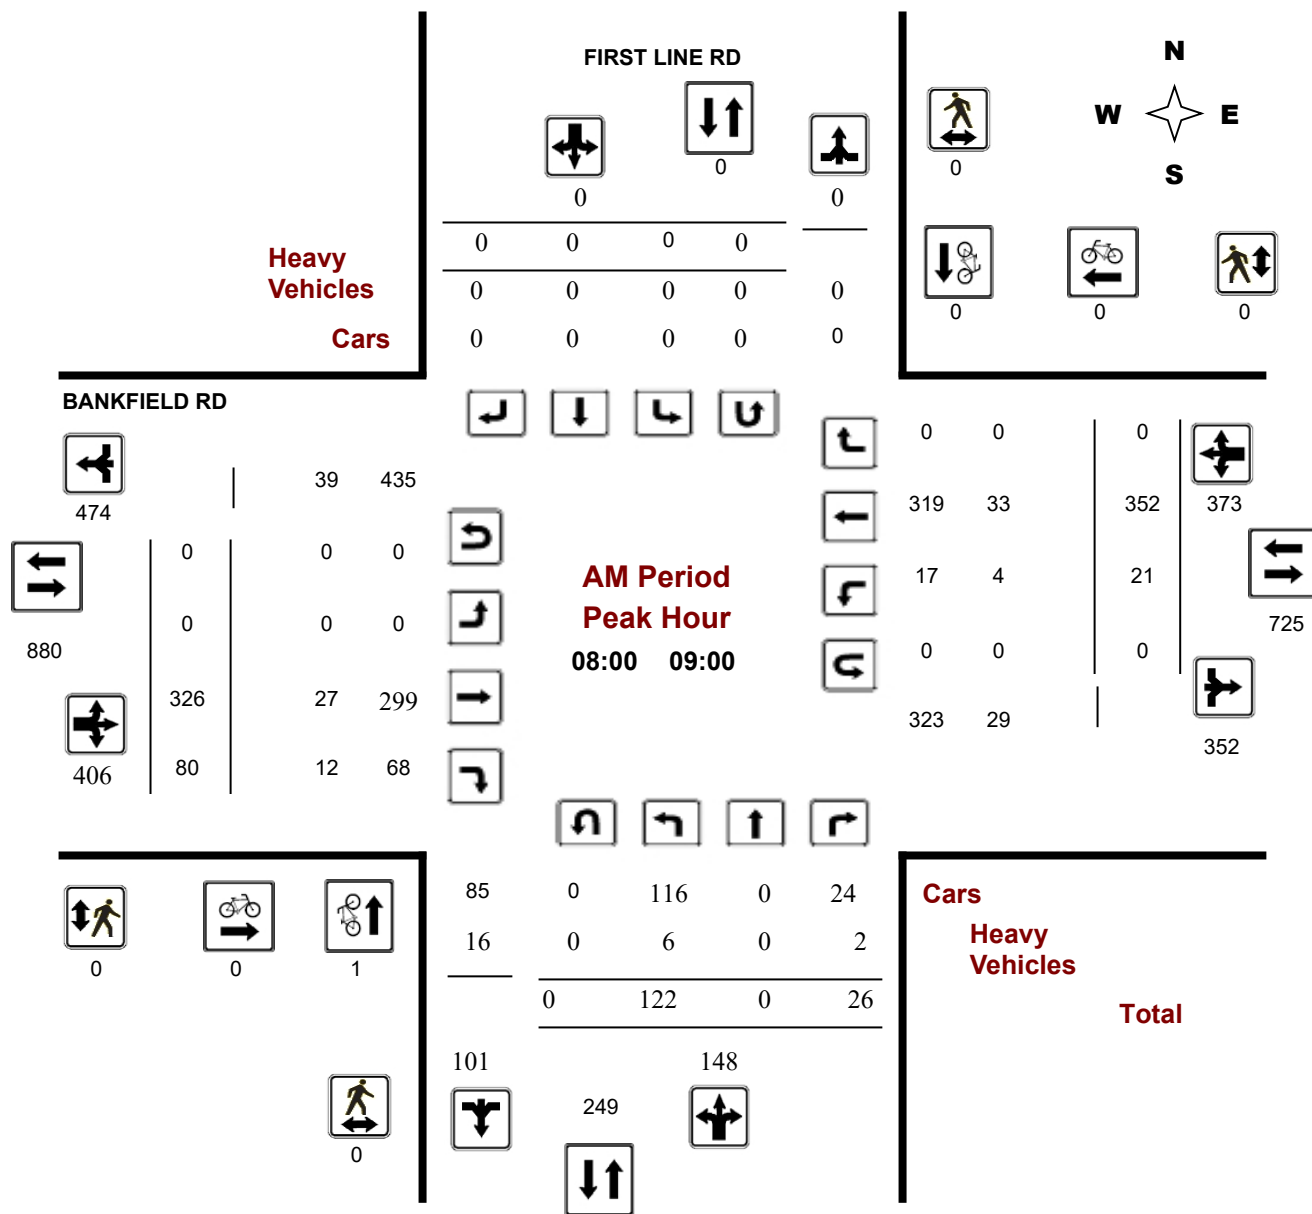 FIRST LINE RD
N
W E
S
0
0
0
0 0
0 0 0 0
Heavy
Vehicles
0 0 0 0 0
Cars
0 0 0 0 0
0 0 0
BANKFIELD RD
0 0 0
39 435
474
319 33 352 373
0 0 0
AM Period
Peak Hour
08:00 09:00
17 4 21
725
0 0 0
880
0 0 0
326 27 299
323 29
352
406
80 12 68
85 0 116 0 24
Cars
16 0 6 0 2
Heavy
Vehicles
0 0 1
0 122 0 26
Total
101 148
249
0